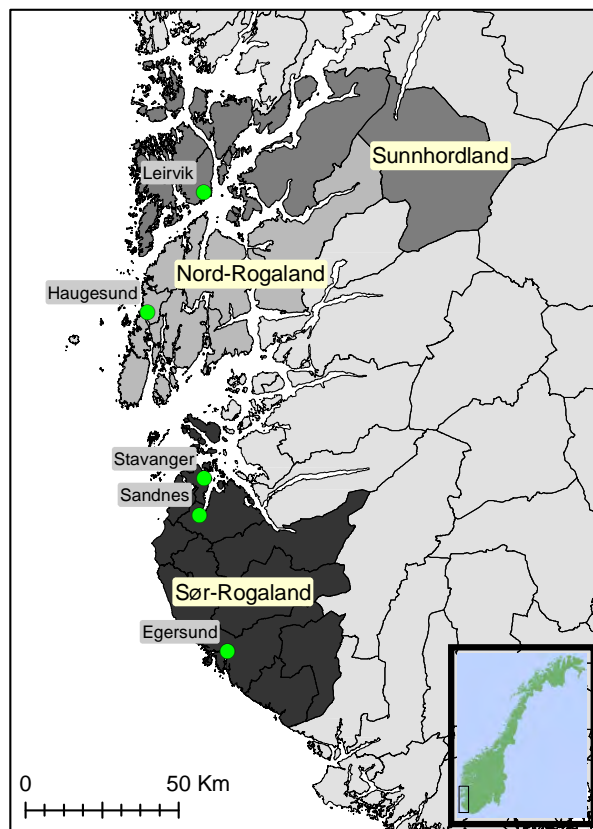 Sunnhordland
Leirvik
Nord-Rogaland
Haugesund
Stavanger
Sandnes
Sør-Rogaland
Egersund
0 50 Km